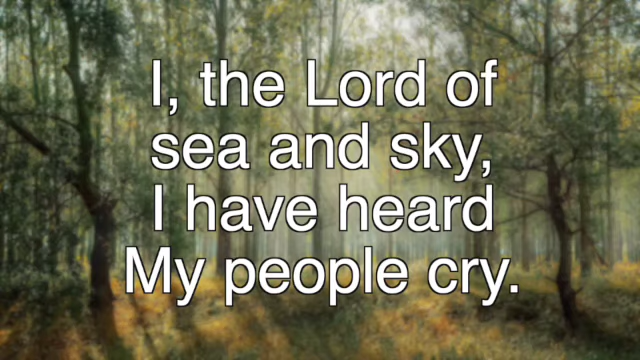 I, the Lord of
sea and sky,
I have heard
My people cry.